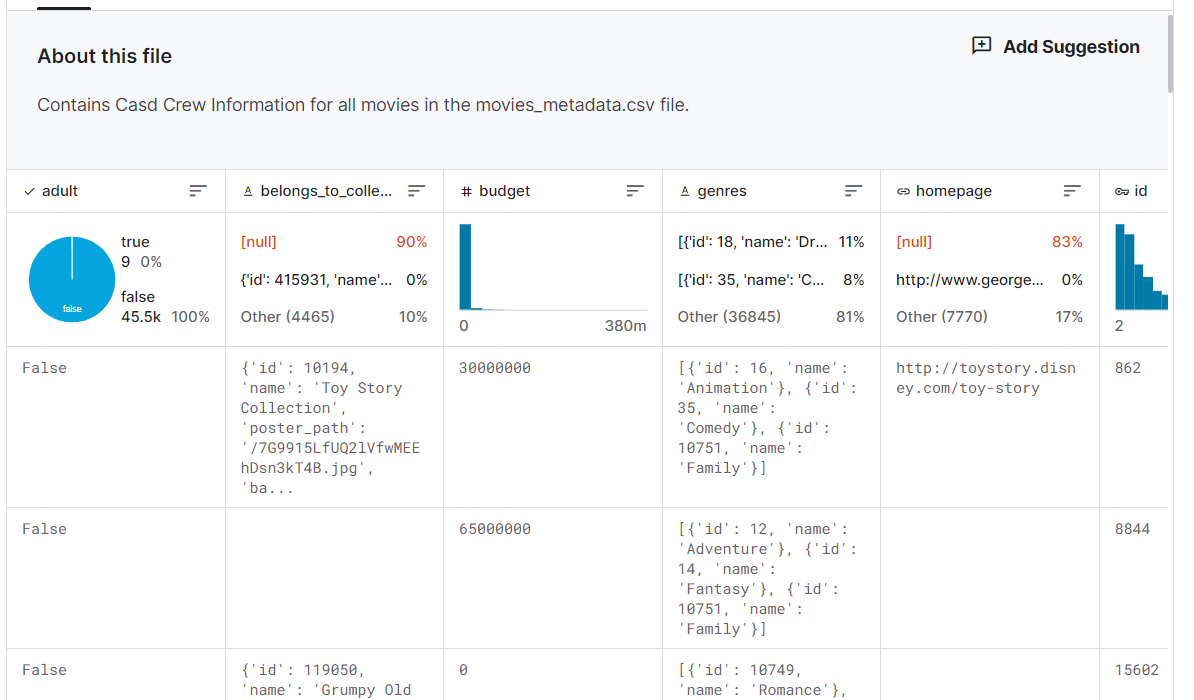 Add Suggestion
About this file
Contains Casd Crew Information for all movies in the movies_metadata.csv file.
adult
belongs_to_colle...
budget
genres
homepage
id
true
9 0%
false
45.5k 100%
false
[null] 90%
{'id': 415931, 'name'... 0%
Other (4465) 10%
0 380m
[{'id': 18, 'name': 'Dr... 11%
[{'id': 35, 'name': 'C... 8%
Other (36845) 81%
[null] 83%
http://www.george... 0%
Other (7770) 17%
2
False
{'id': 10194,
'name': 'Toy Story
Collection',
'poster_path':
'/7G9915LfUQ2lVfwMEE
hDsn3kT4B.jpg',
'ba...
30000000
[{'id': 16, 'name':
'Animation'}, {'id':
35, 'name':
'Comedy'}, {'id':
10751, 'name':
'Family'}]
http://toystory.disn
ey.com/toy-story
862
False
65000000
[{'id': 12, 'name':
'Adventure'}, {'id':
14, 'name':
'Fantasy'}, {'id':
10751, 'name':
'Family'}]
8844
False
{'id': 119050,
'name': 'Grumpy Old
0
[{'id': 10749,
'name': 'Romance'},
15602